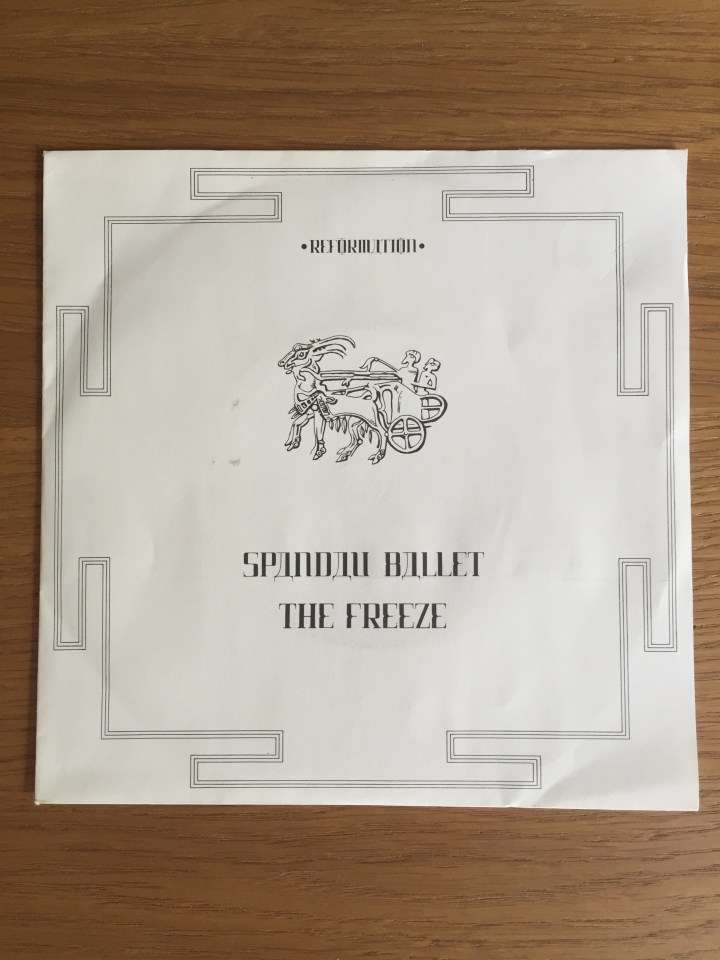 •REFORMATION•
SPANDAU BALLET
THE FREEZE